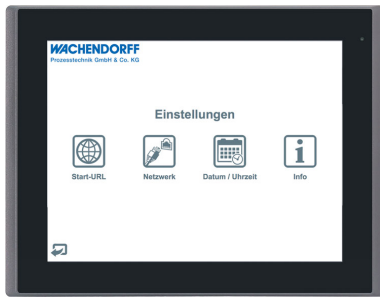 WACHENDORFF
Prozesstechnik GmbH & Co. KG
Einstellungen
Start-URL
Netzwerk
Datum / Uhrzeit
Info